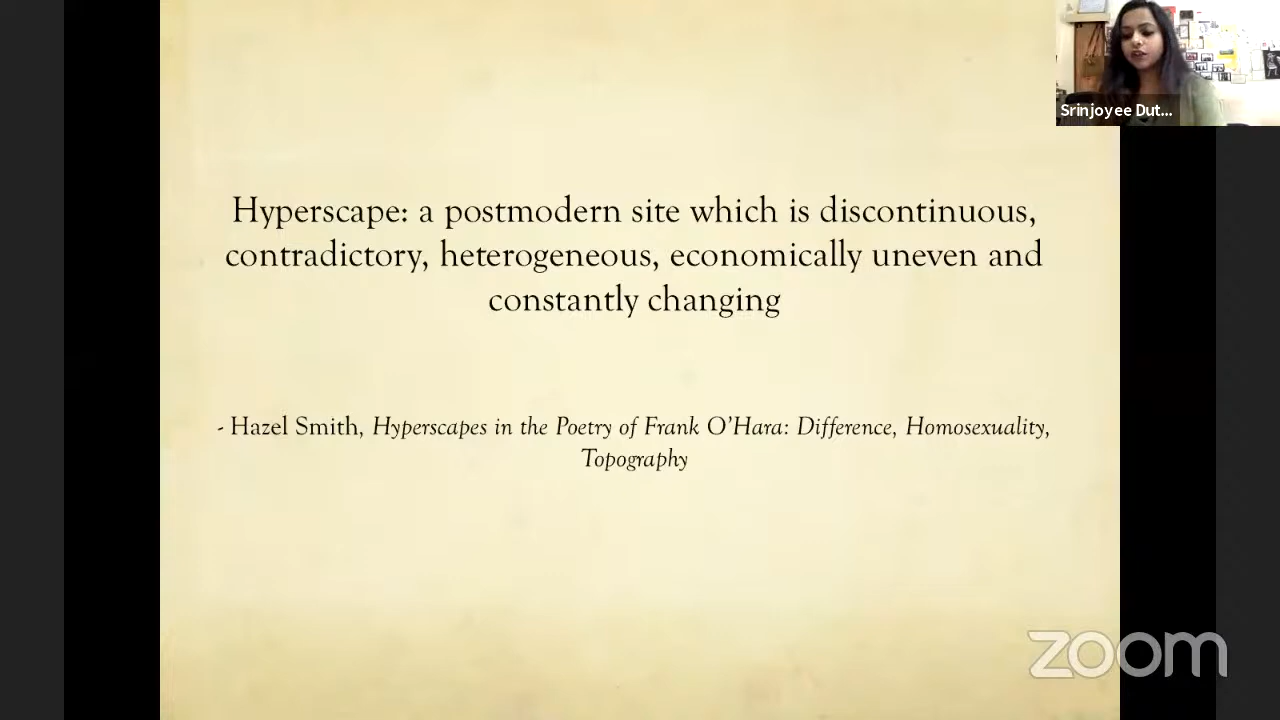 Srinjoyee Dut...
Hyperscape: a postmodern site which is discontinuous,
contradictory, heterogeneous, economically uneven and
constantly changing
- Hazel Smith, Hyperscapes in the Poetry of Frank O’Hara: Difference, Homosexuality,
Topography
zoom